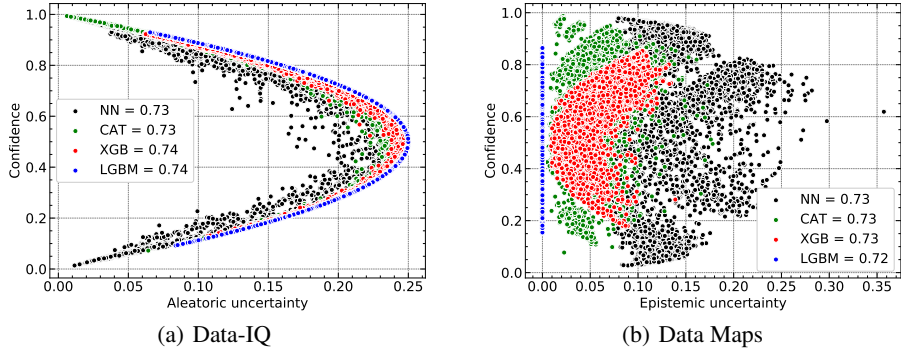 1.0
0.8
0.6
0.4
0.2
0.0
Confidence
NN = 0.73
CAT = 0.73
XGB = 0.74
LGBM = 0.74
0.00 0.05 0.10 0.15 0.20 0.25
Aleatoric uncertainty
(a) Data-IQ
1.0
0.8
0.6
0.4
0.2
0.0
Confidence
NN = 0.73
CAT = 0.73
XGB = 0.73
LGBM = 0.72
0.00 0.05 0.10 0.15 0.20 0.25 0.30 0.35
Epistemic uncertainty
(b) Data Maps